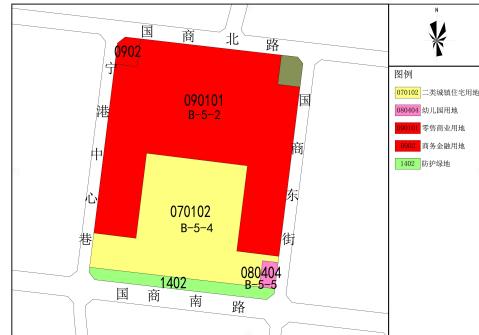 国商北路
0902
宁港中心巷
国商东街
090101
B-5-2
070102
B-5-4
080404
B-5-5
1402
国商南路
N
图例
070102 二类城镇住宅用地
080404 幼儿园用地
090101 零售商业用地
0902 商务金融用地
1402 防护绿地